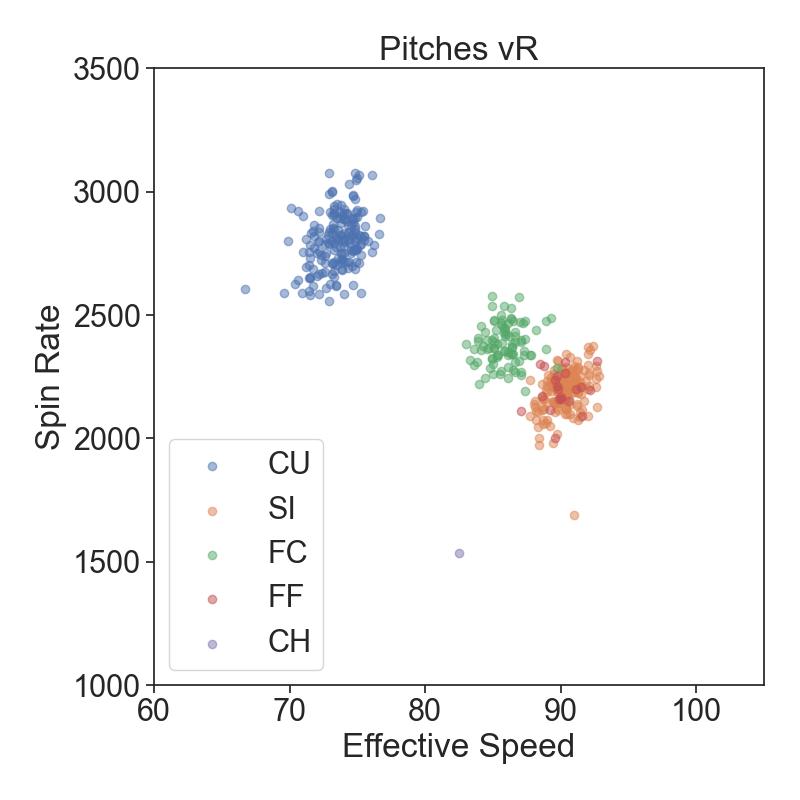 Pitches vR
3500
3000
2500
2000
1500
1000
Spin Rate
CU
SI
FC
FF
CH
60 70 80 90 100
Effective Speed